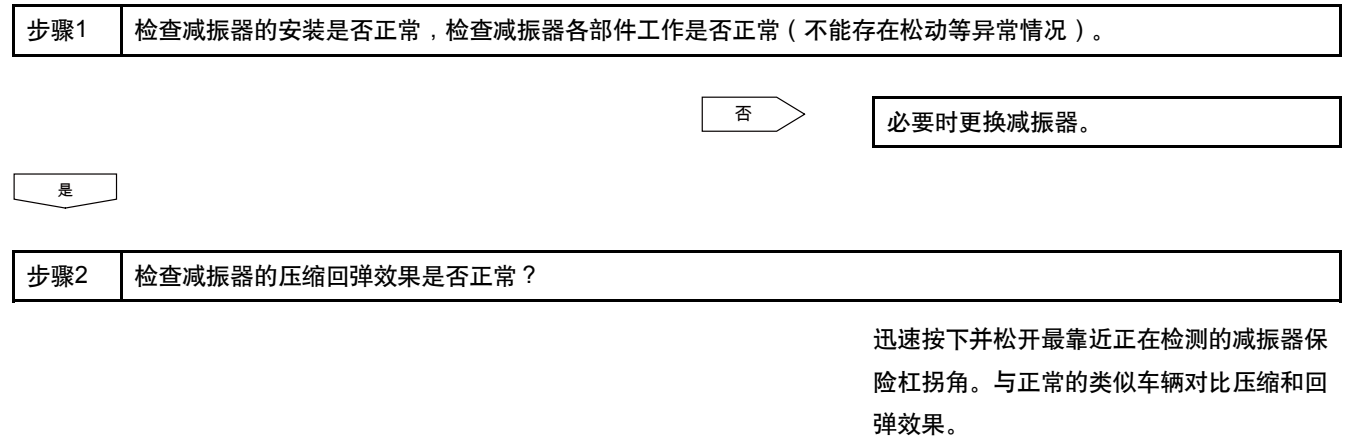 步骤1 检查减振器的安装是否正常，检查减振器各部件工作是否正常（不能存在松动等异常情况）。
否 必要时更换减振器。
是
步骤2 检查减振器的压缩回弹效果是否正常？
迅速按下并松开最靠近正在检测的减振器保
险杠拐角。与正常的类似车辆对比压缩和回
弹效果。